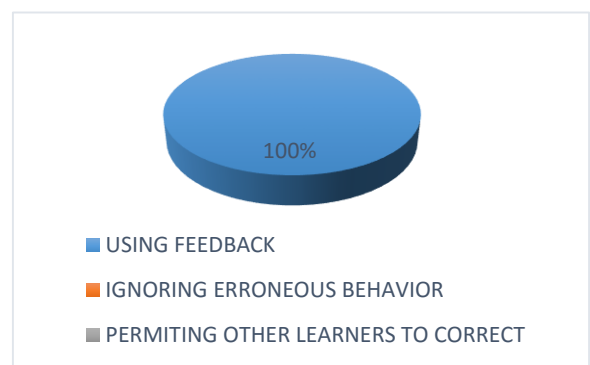 100%
USING FEEDBACK
IGNORING ERRONEOUS BEHAVIOR
PERMITING OTHER LEARNERS TO CORRECT